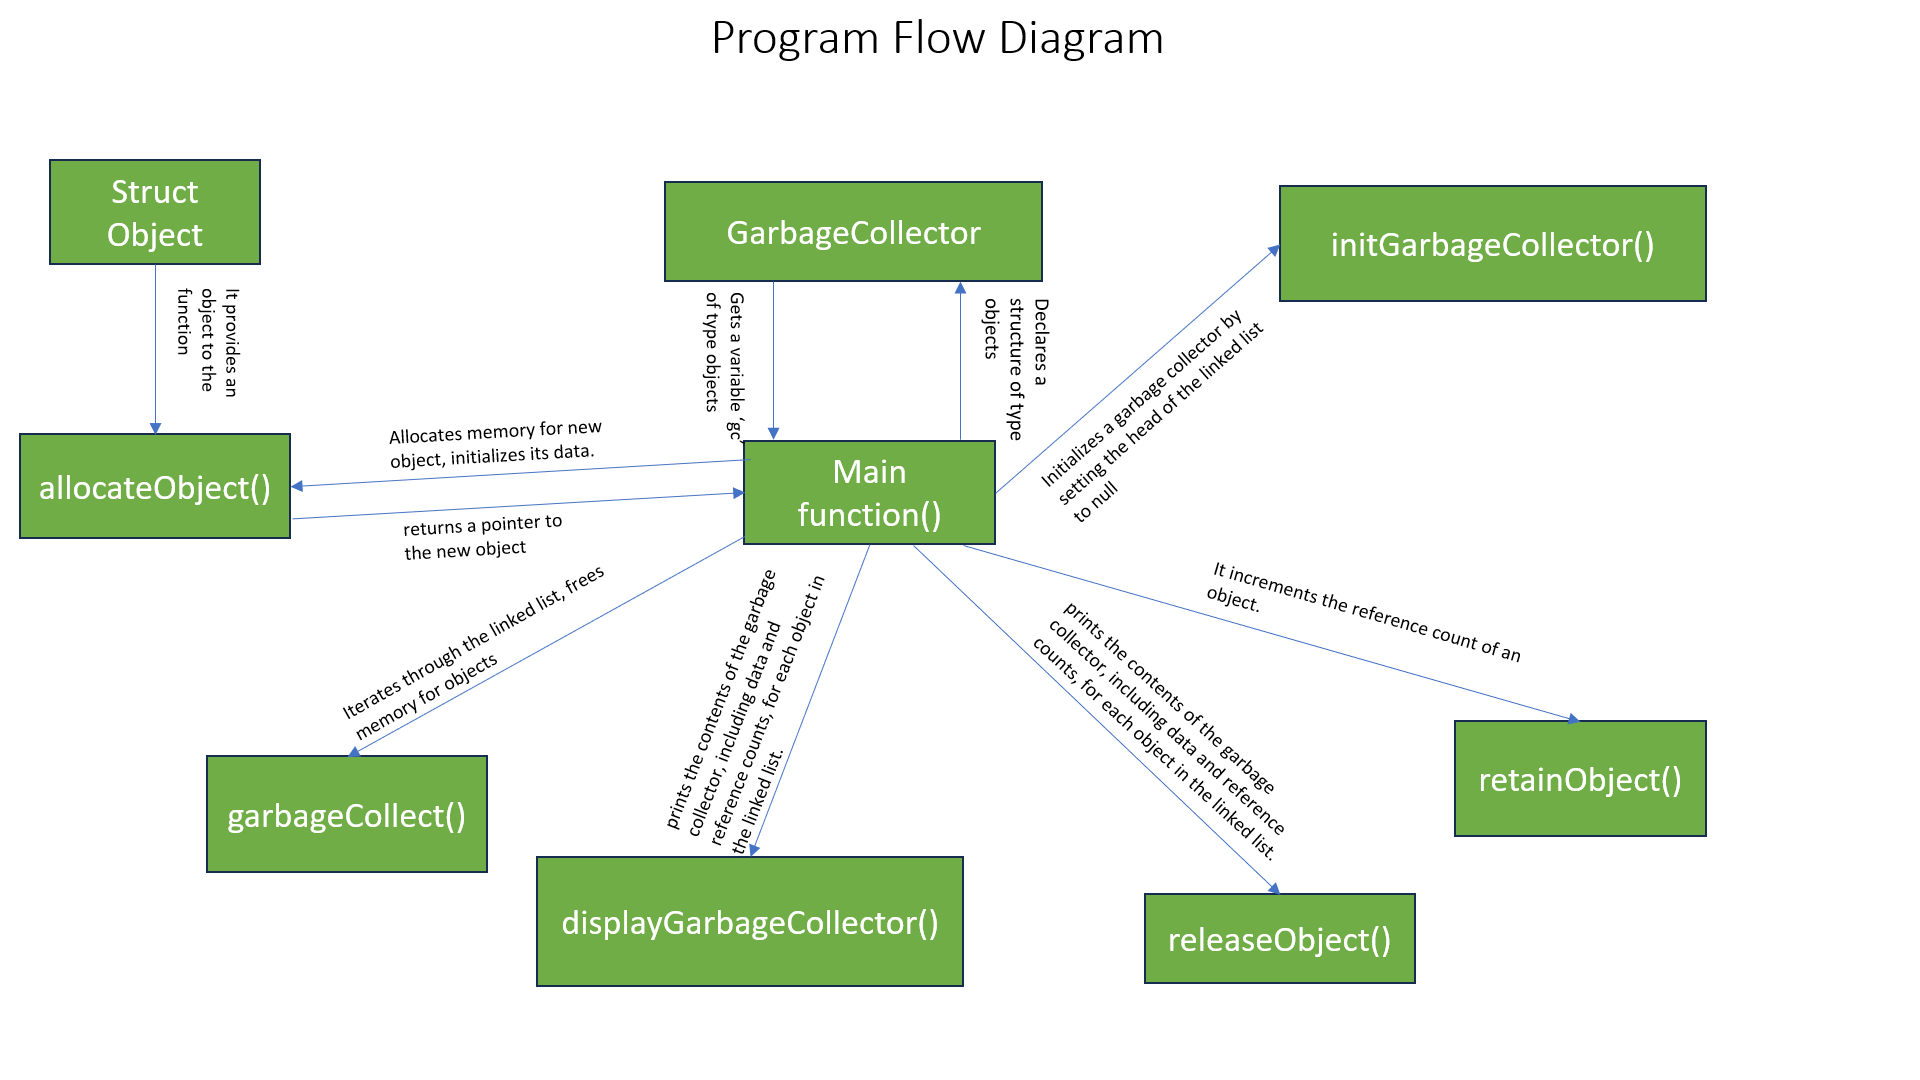 Program Flow Diagram
Struct
Object
GarbageCollector
initGarbageCollector()
It provides an
object to the
function
Gets a variable ‘gc’
of type objects
Declares a
structure of type
objects
Initializes a garbage collector by
setting the head of the linked list
to null
allocateObject()
Allocates memory for new
object, initializes its data.
returns a pointer to
the new object
Main
function()
Iterates through the linked list, frees
memory for objects
prints the contents of the garbage
collector, including data and
reference counts, for each object in
the linked list.
prints the contents of the garbage
collector, including data and reference
counts, for each object in the linked list.
It increments the reference count of an
object.
garbageCollect()
displayGarbageCollector()
releaseObject()
retainObject()